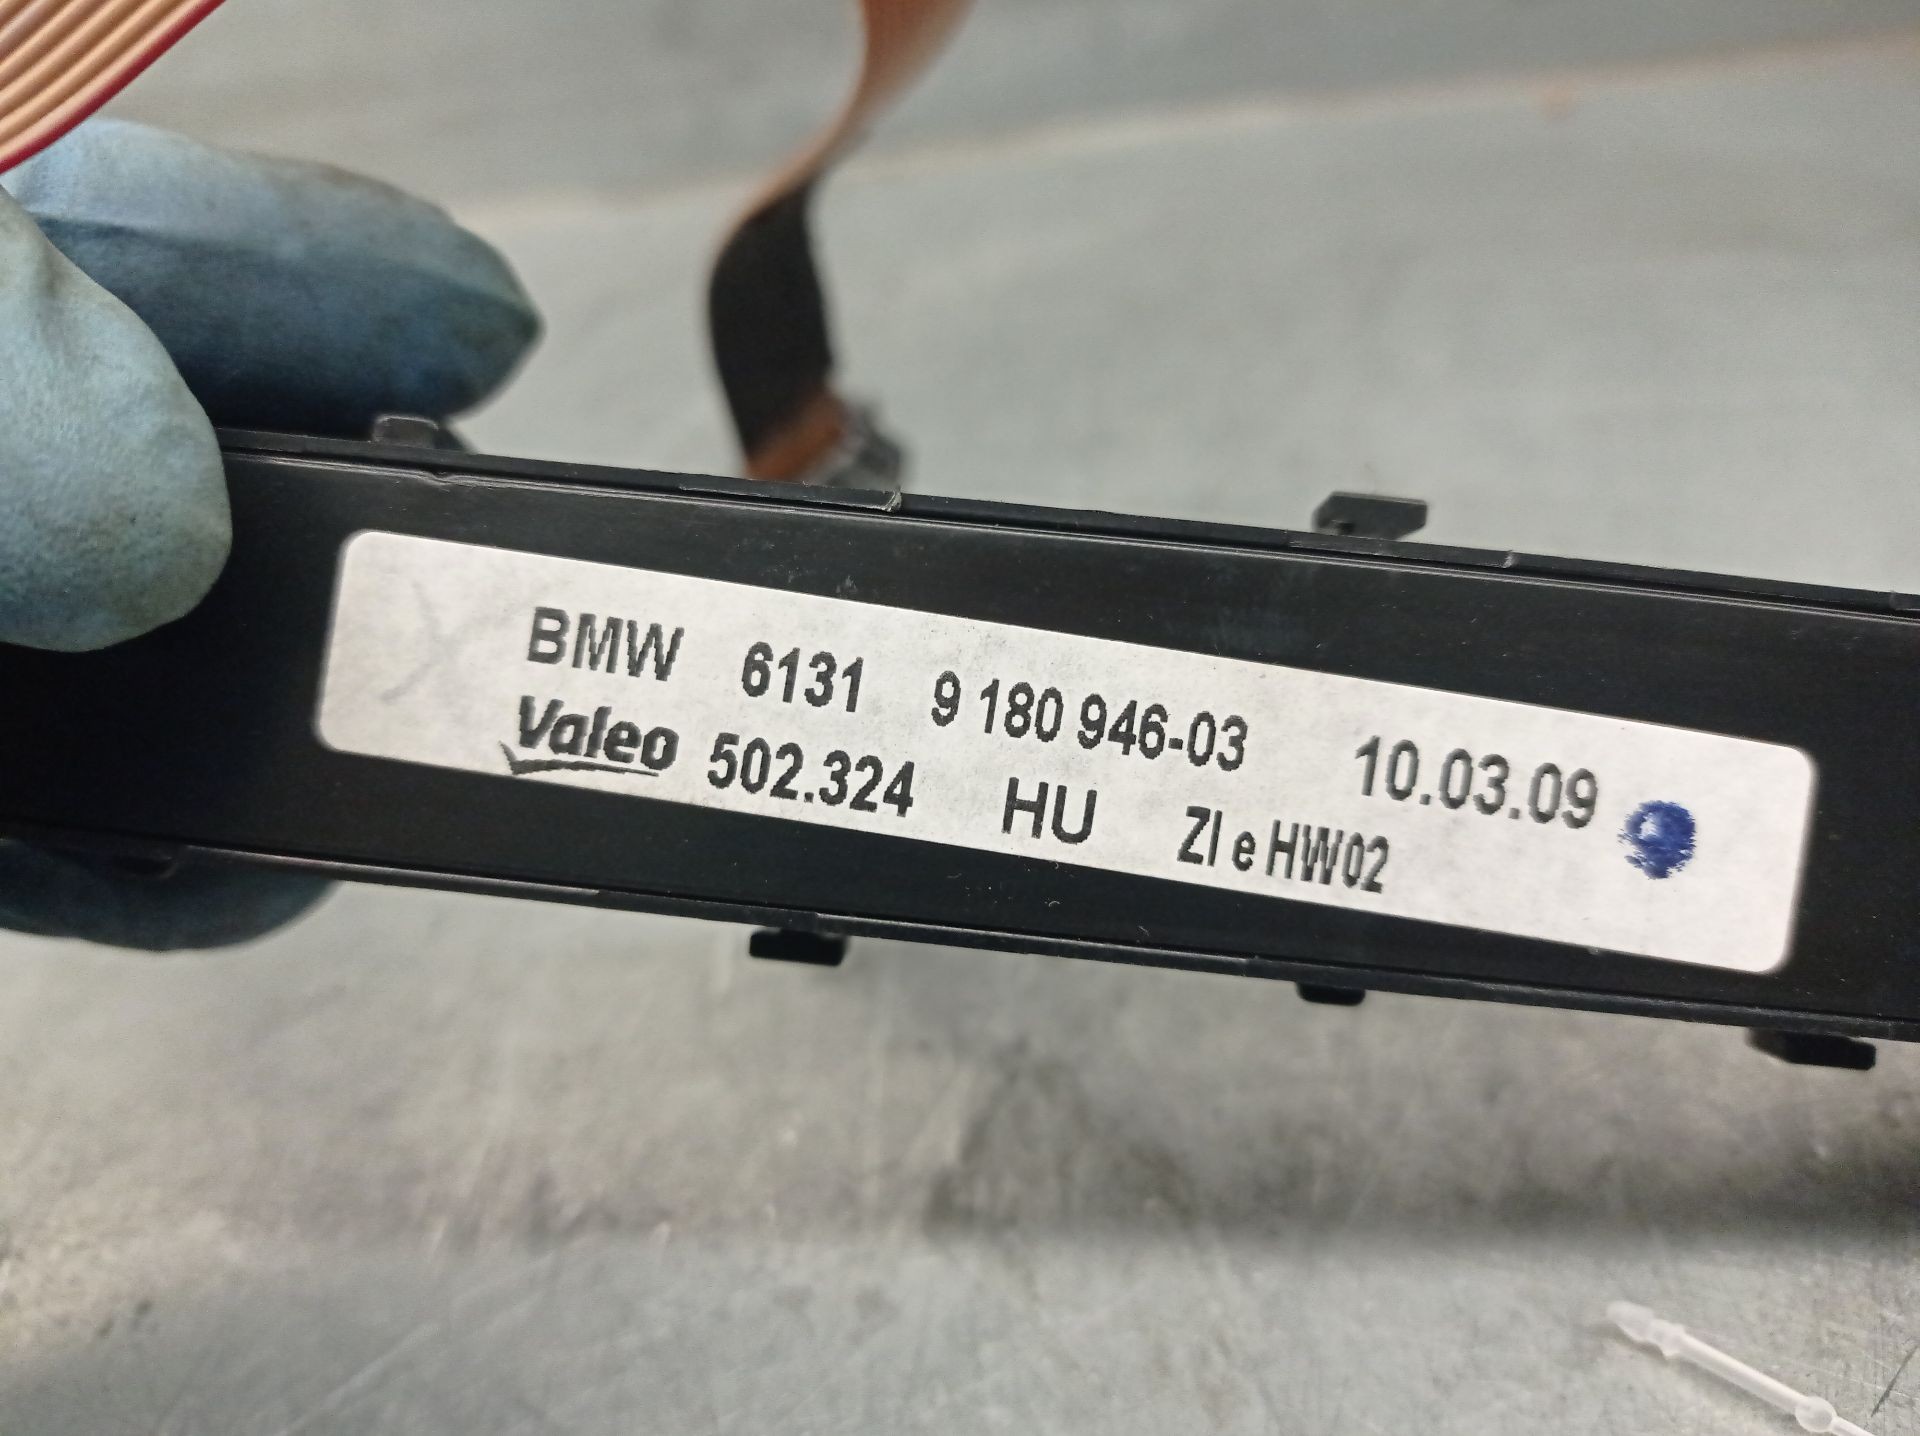 BMW 6131 9 180 946-03 10.03.09
Valeo 502.324 HU ZI e HW02